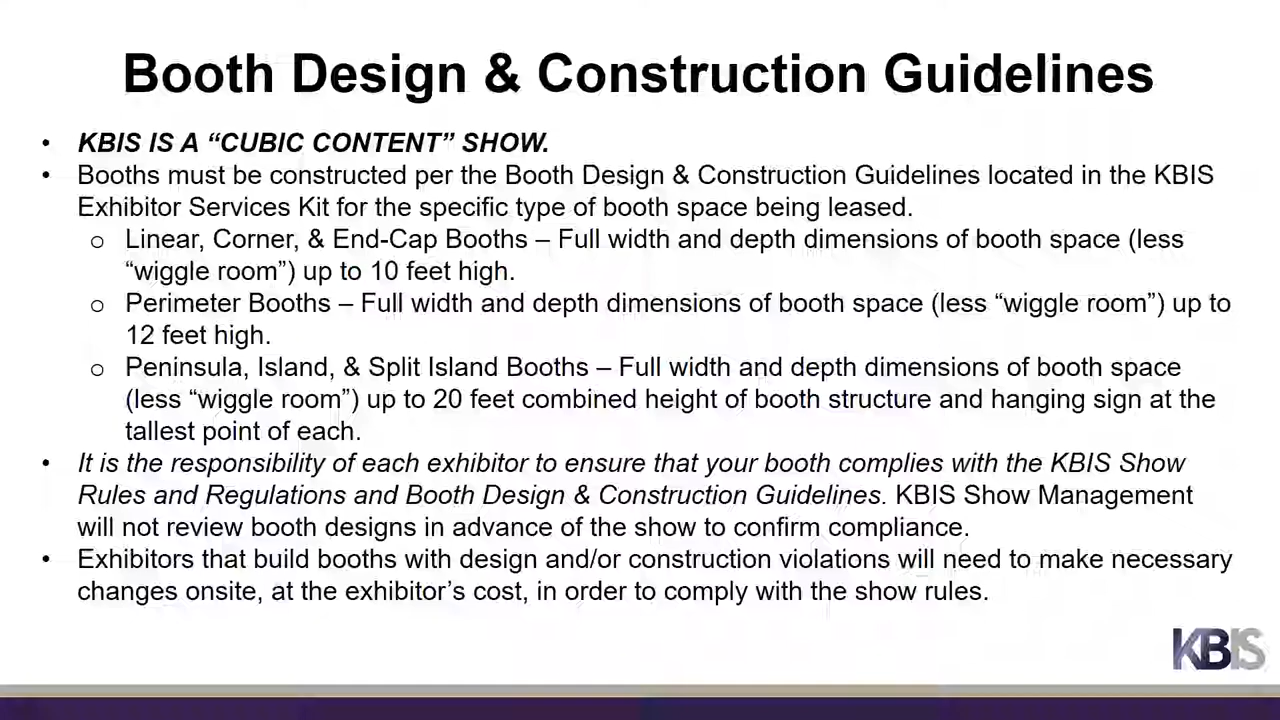 Booth Design & Construction Guidelines
• KBIS IS A “CUBIC CONTENT” SHOW.
• Booths must be constructed per the Booth Design & Construction Guidelines located in the KBIS
Exhibitor Services Kit for the specific type of booth space being leased.
o Linear, Corner, & End-Cap Booths – Full width and depth dimensions of booth space (less
“wiggle room”) up to 10 feet high.
o Perimeter Booths – Full width and depth dimensions of booth space (less “wiggle room”) up to
12 feet high.
o Peninsula, Island, & Split Island Booths – Full width and depth dimensions of booth space
(less “wiggle room”) up to 20 feet combined height of booth structure and hanging sign at the
tallest point of each.
• It is the responsibility of each exhibitor to ensure that your booth complies with the KBIS Show
Rules and Regulations and Booth Design & Construction Guidelines. KBIS Show Management
will not review booth designs in advance of the show to confirm compliance.
• Exhibitors that build booths with design and/or construction violations will need to make necessary
changes onsite, at the exhibitor’s cost, in order to comply with the show rules.
KBIS